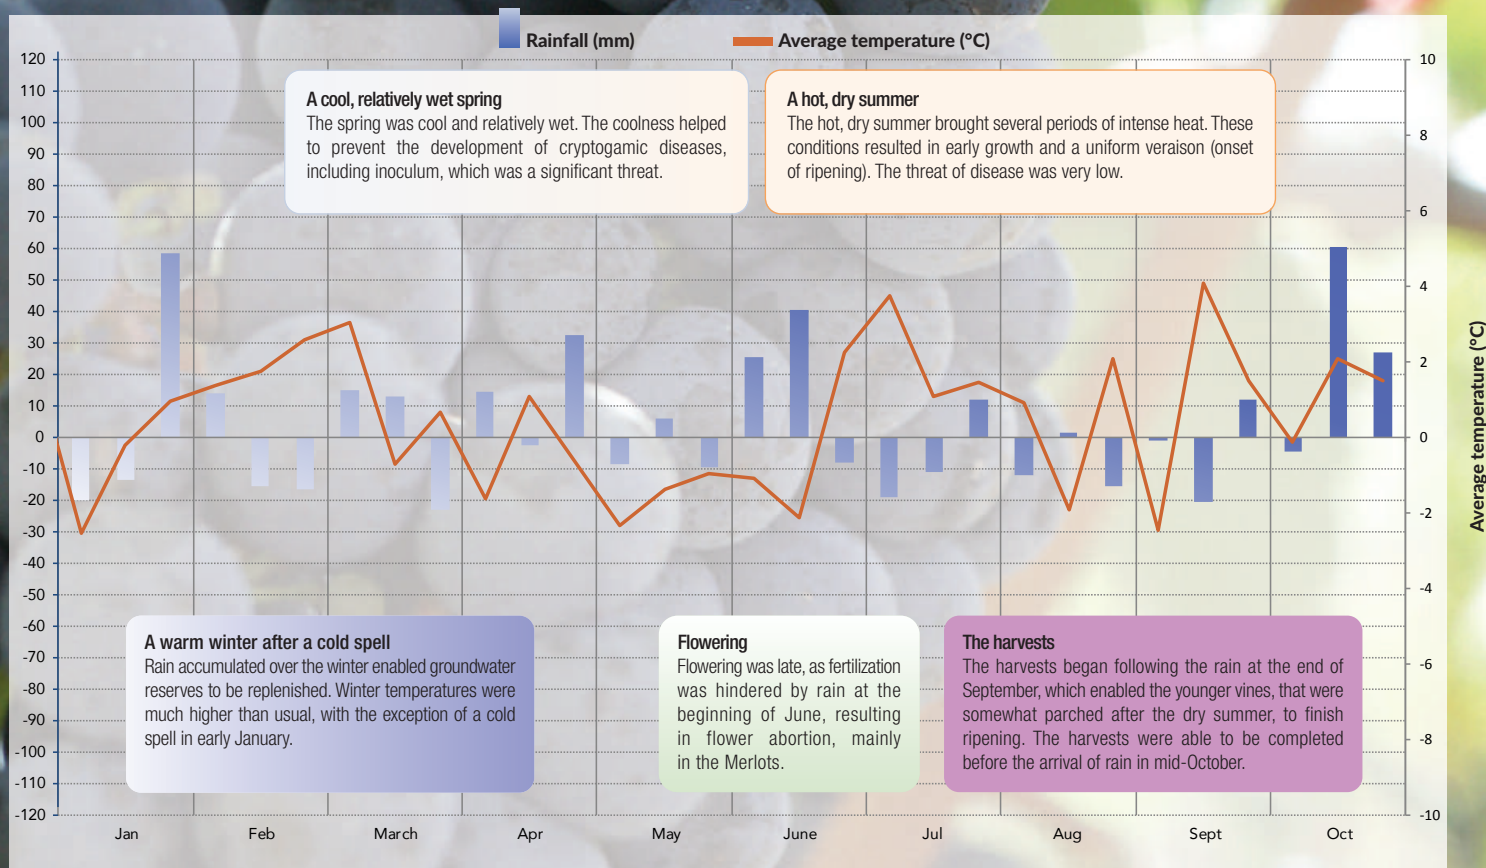 Rainfall (mm)
Average temperature (°C)
120
110
100
90
80
70
60
50
40
30
20
10
0
-10
-20
-30
-40
-50
-60
-70
-80
-90
-100
-110
-120
A cool, relatively wet spring
The spring was cool and relatively wet. The coolness helped
to prevent the development of cryptogamic diseases,
including inoculum, which was a significant threat.
A hot, dry summer
The hot, dry summer brought several periods of intense heat. These
conditions resulted in early growth and a uniform veraison (onset
of ripening). The threat of disease was very low.
10
8
6
4
2
0
-2
-4
-6
-8
-10
Average temperature (°C)
A warm winter after a cold spell
Rain accumulated over the winter enabled groundwater
reserves to be replenished. Winter temperatures were
much higher than usual, with the exception of a cold
spell in early January.
Flowering
Flowering was late, as fertilization
was hindered by rain at the
beginning of June, resulting
in flower abortion, mainly
in the Merlots.
The harvests
The harvests began following the rain at the end of
September, which enabled the younger vines, that were
somewhat parched after the dry summer, to finish
ripening. The harvests were able to be completed
before the arrival of rain in mid-October.
Jan
Feb
March
Apr
May
June
Jul
Aug
Sept
Oct